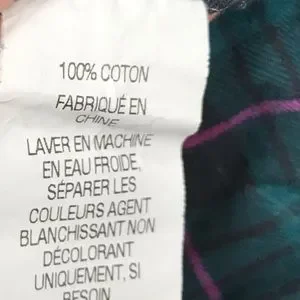 100% COTON
FABRIQUÉ EN
CHINE
LAVER EN MACHINE
EN EAU FROIDE,
SÉPARER LES
COULEURS AGENT
BLANCHISSANT NON
DÉCOLORANT
UNIQUEMENT, SI
BESOIN